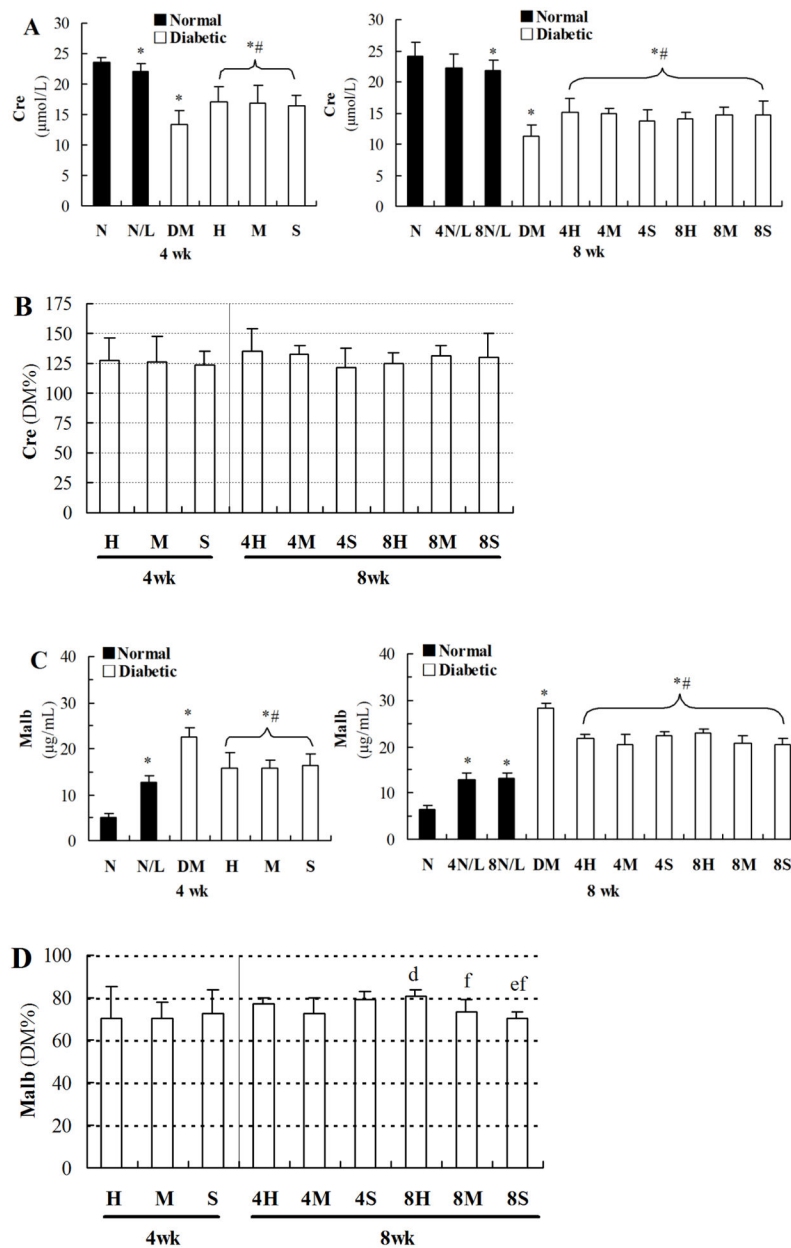 A
Normal
Diabetic
Cre
(μmol/L)
30
25
20
15
10
5
0
*
*
*#
N N/L DM H M S
4 wk
Normal
Diabetic
Cre
(μmol/L)
30
25
20
15
10
5
0
*
*
*#
N 4N/L 8N/L DM 4H 4M 4S 8H 8M 8S
8 wk
B
Cre (DM%)
175
150
125
100
75
50
25
0
H M S 4H 4M 4S 8H 8M 8S
4wk 8wk
C
Normal
Diabetic
Malb
(μg/mL)
40
30
20
10
0
*
*
*#
N N/L DM H M S
4 wk
Normal
Diabetic
Malb
(μg/mL)
40
30
20
10
0
* *
*
*#
N 4N/L 8N/L DM 4H 4M 4S 8H 8M 8S
8 wk
D
Malb (DM%)
100
80
60
40
20
0
d f ef
H M S 4H 4M 4S 8H 8M 8S
4wk 8wk